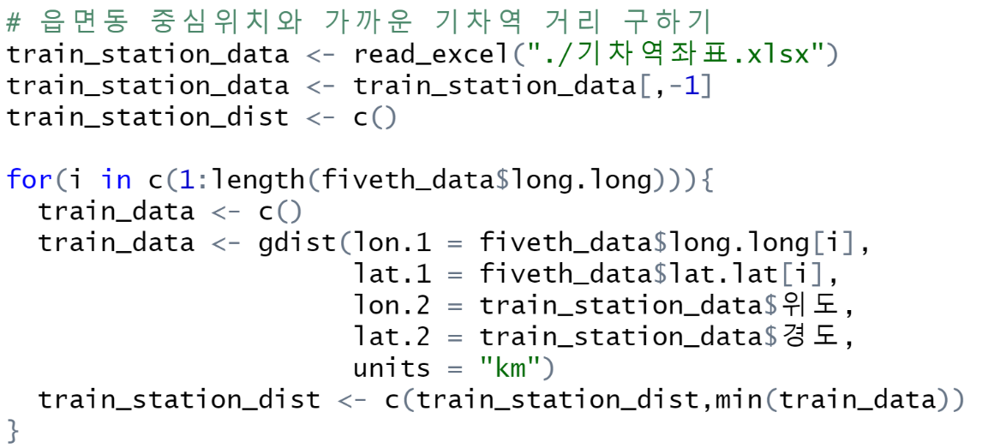 # 읍면동 중심위치와 가까운 기차역 거리 구하기
train_station_data <- read_excel("./기차역좌표.xlsx")
train_station_data <- train_station_data[,-1]
train_station_dist <- c()
for(i in c(1:length(fiveth_data$long.long))){
train_data <- c()
train_data <- gdist(lon.1 = fiveth_data$long.long[i],
lat.1 = fiveth_data$lat.lat[i],
lon.2 = train_station_data$위도,
lat.2 = train_station_data$경도,
units = "km")
train_station_dist <- c(train_station_dist,min(train_data))
}